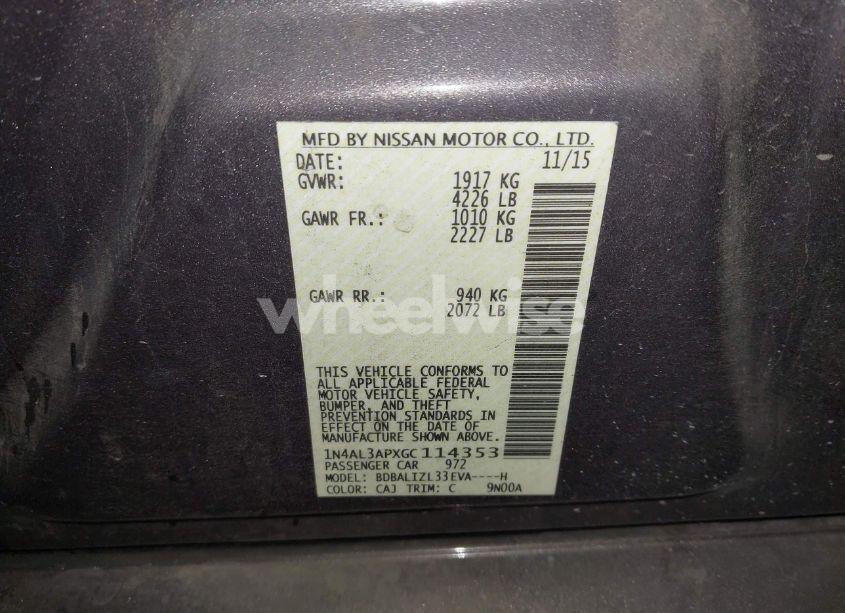 MFD BY NISSAN MOTOR CO., LTD.
DATE: 11/15
GVWR: 1917 KG
4226 LB
GAWR FR.: 1010 KG
2227 LB
GAWR RR.: 940 KG
2072 LB
wheelwise
THIS VEHICLE CONFORMS TO
ALL APPLICABLE FEDERAL
MOTOR VEHICLE SAFETY,
BUMPER, AND THEFT
PREVENTION STANDARDS IN
EFFECT ON THE DATE OF
MANUFACTURE SHOWN ABOVE.
1N4AL3APXGC114353
PASSENGER CAR 972
MODEL: BDBALIZL33EVA----H
COLOR: CAJ TRIM: C 9N00A